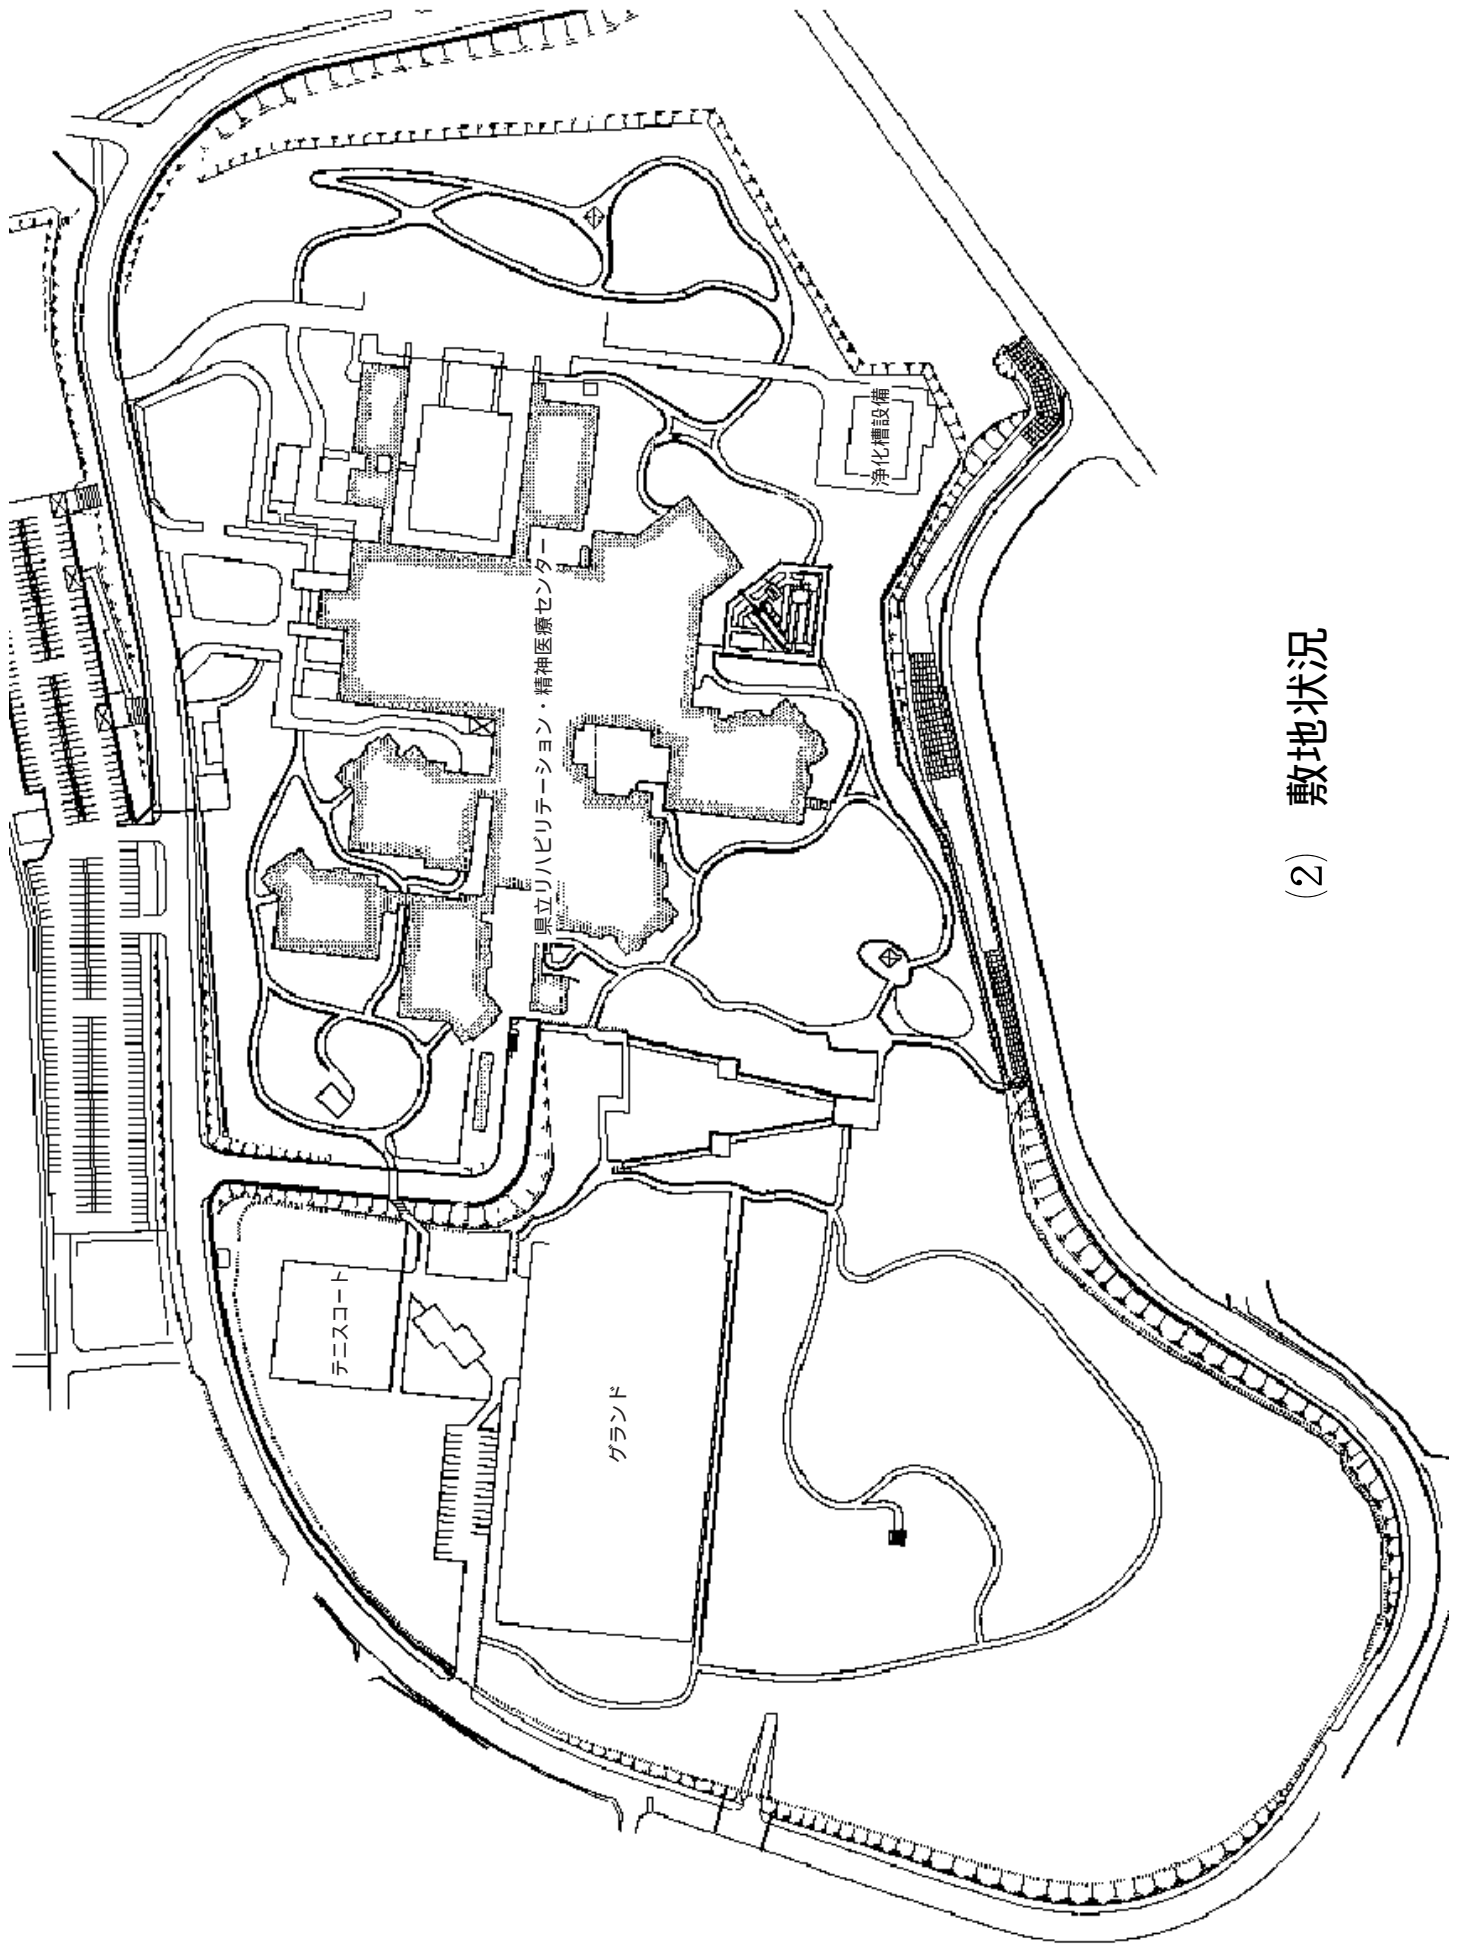 (2) 敷地状況
県立リハビリテーション・精神医療センター
浄化槽設備
テニスコート
グランド